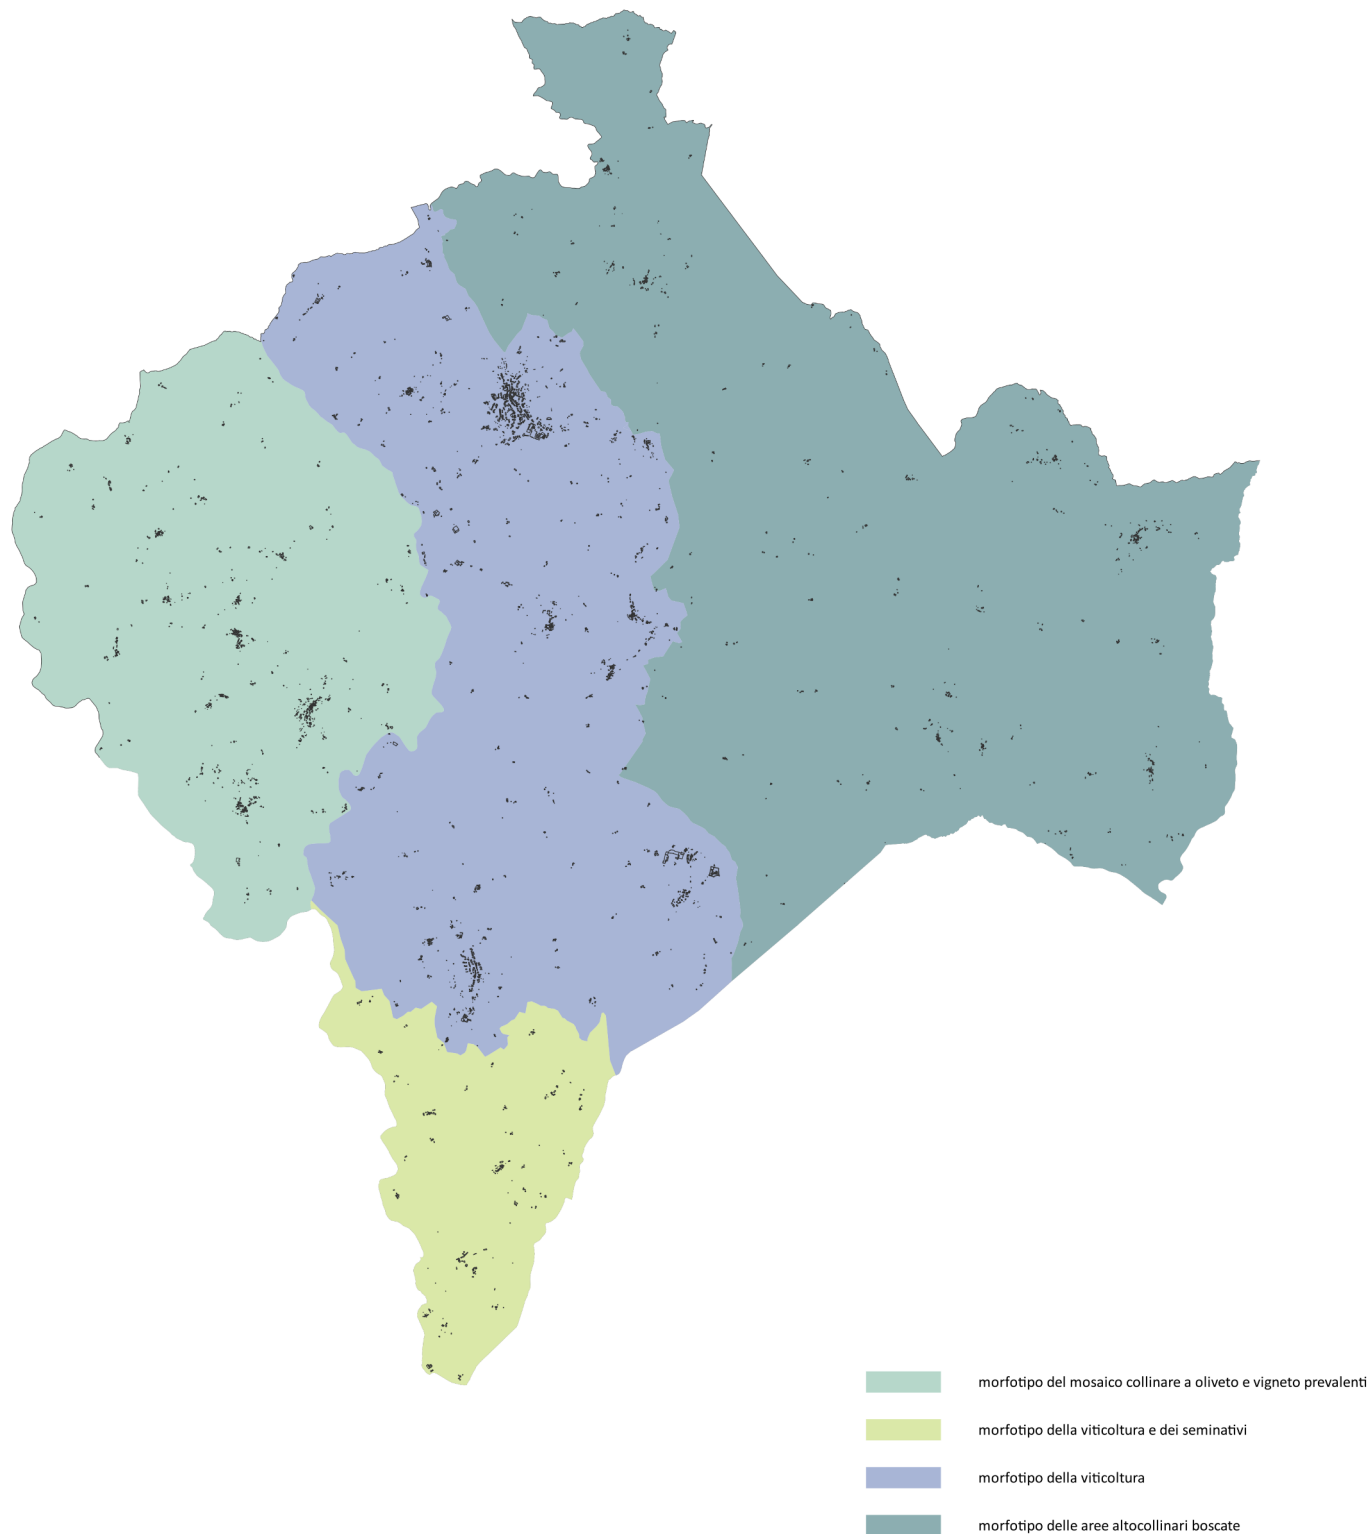 morfotipo del mosaico collinare a oliveto e vigneto prevalenti
morfotipo della viticoltura e dei seminativi
morfotipo della viticoltura
morfotipo delle aree altocollinari boscate